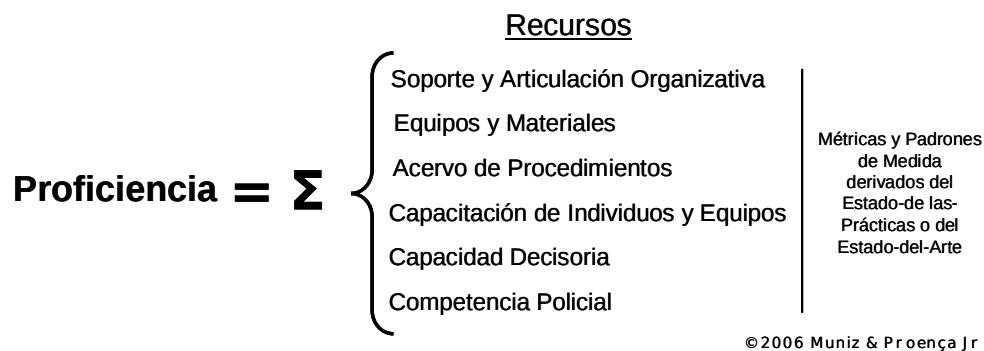 Recursos
Proficiencia = Σ
Soporte y Articulación Organizativa
Equipos y Materiales
Acervo de Procedimientos
Capacitación de Individuos y Equipos
Capacidad Decisoria
Competencia Policial
Métricas y Padrones
de Medida
derivados del
Estado-de las-
Prácticas o del
Estado-del-Arte
©2006 Muniz & Proença Jr